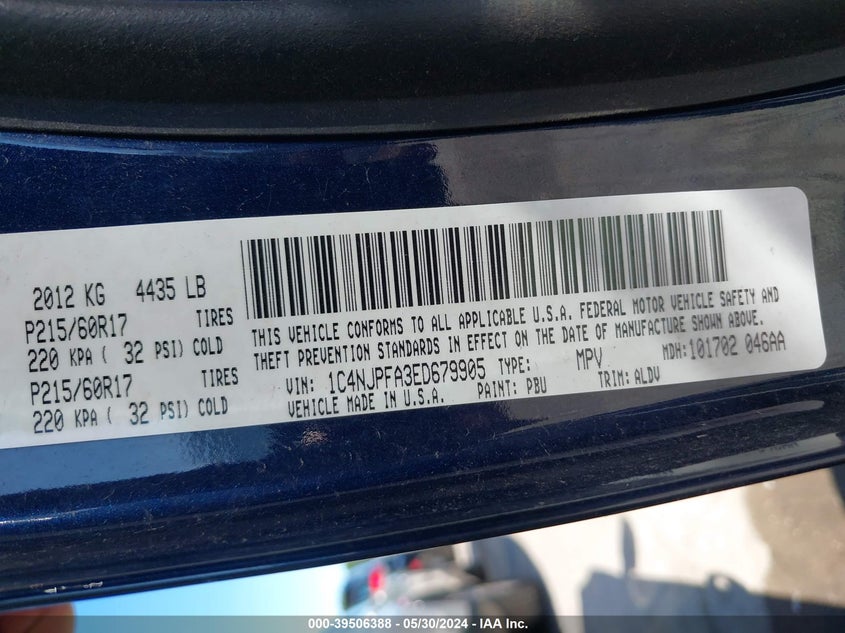 2012 KG 4435 LB
P215/60R17 TIRES
220 KPA ( 32 PSI) COLD
P215/60R17 TIRES
220 KPA ( 32 PSI) COLD
THIS VEHICLE CONFORMS TO ALL APPLICABLE U.S.A. FEDERAL MOTOR VEHICLE SAFETY AND
THEFT PREVENTION STANDARDS IN EFFECT ON THE DATE OF MANUFACTURE SHOWN ABOVE.
VIN: 1C4NJPFA3ED679905 TYPE: MPV MDH: 101702 046AA
VEHICLE MADE IN U.S.A. PAINT: PBU TRIM: ALDV
000-39506388 - 05/30/2024 - IAAI Inc.